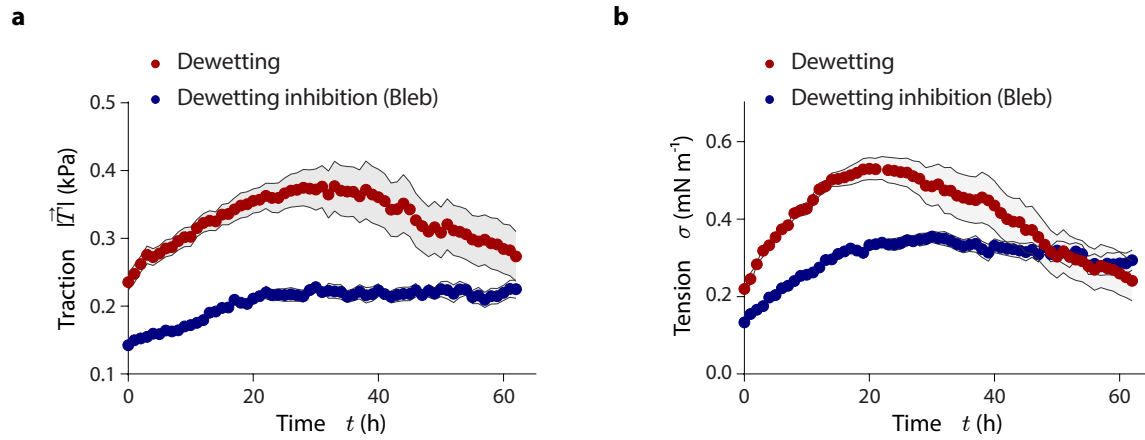 a
Dewetting
Dewetting inhibition (Bleb)
0.5
0.4
0.3
0.2
0.1
Traction |T⃗| (kPa)
0
20
40
60
Time t (h)
b
Dewetting
Dewetting inhibition (Bleb)
0.6
0.4
0.2
0.0
Tension σ (mN m⁻¹)
0
20
40
60
Time t (h)